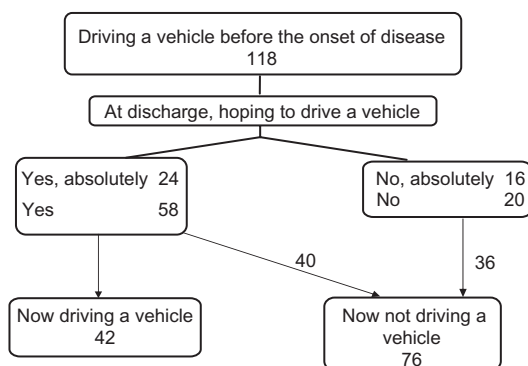 Driving a vehicle before the onset of disease
118
At discharge, hoping to drive a vehicle
Yes, absolutely 24
Yes 58
No, absolutely 16
No 20
40
36
Now driving a vehicle
42
Now not driving a
vehicle
76